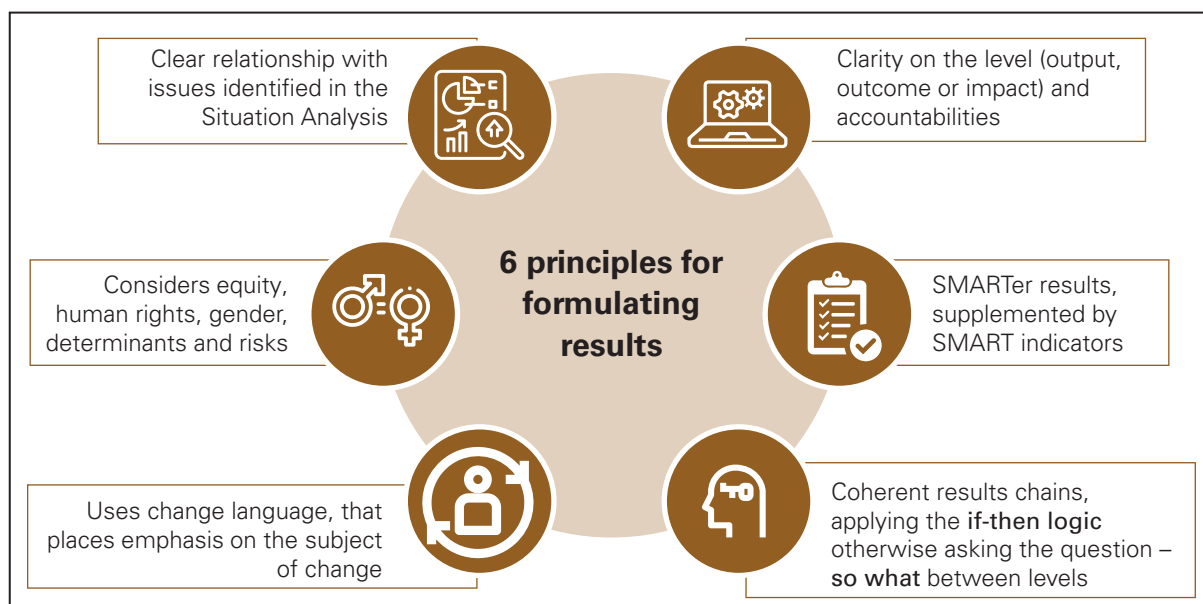 Clear relationship with
issues identified in the
Situation Analysis
Clarity on the level (output,
outcome or impact) and
accountabilities
Considers equity,
human rights, gender,
determinants and risks
6 principles for
formulating
results
SMARTer results,
supplemented by
SMART indicators
Uses change language, that
places emphasis on the subject
of change
Coherent results chains,
applying the if-then logic
otherwise asking the question –
so what between levels